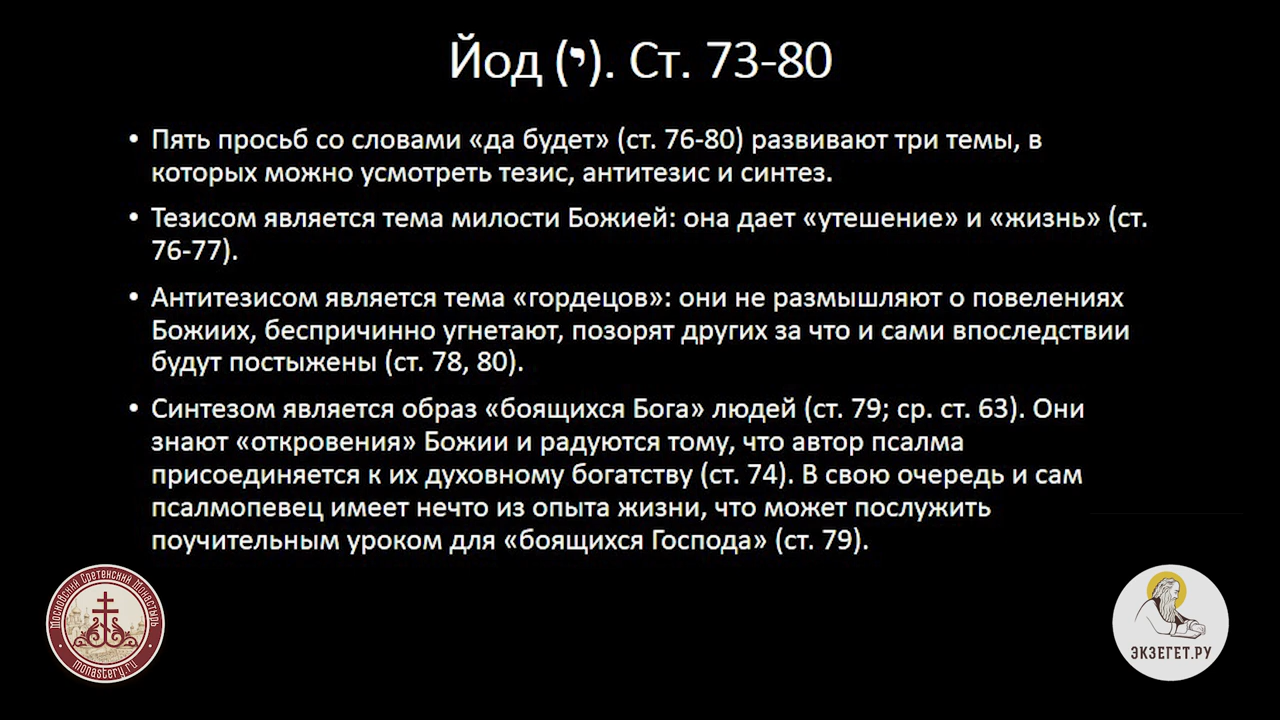 Йод (י). Ст. 73-80
• Пять просьб со словами «да будет» (ст. 76-80) развивают три темы, в
которых можно усмотреть тезис, антитезис и синтез.
• Тезисом является тема милости Божией: она дает «утешение» и «жизнь» (ст.
76-77).
• Антитезисом является тема «гордецов»: они не размышляют о повелениях
Божиих, беспричинно угнетают, позорят других за что и сами впоследствии
будут постыжены (ст. 78, 80).
• Синтезом является образ «боящихся Бога» людей (ст. 79; ср. ст. 63). Они
знают «откровения» Божии и радуются тому, что автор псалма
присоединяется к их духовному богатству (ст. 74). В свою очередь и сам
псалмопевец имеет нечто из опыта жизни, что может послужить
поучительным уроком для «боящихся Господа» (ст. 79).
Московский Сретенский Монастырь
monastery.ru
ЭКЗЕГЕТ.РУ